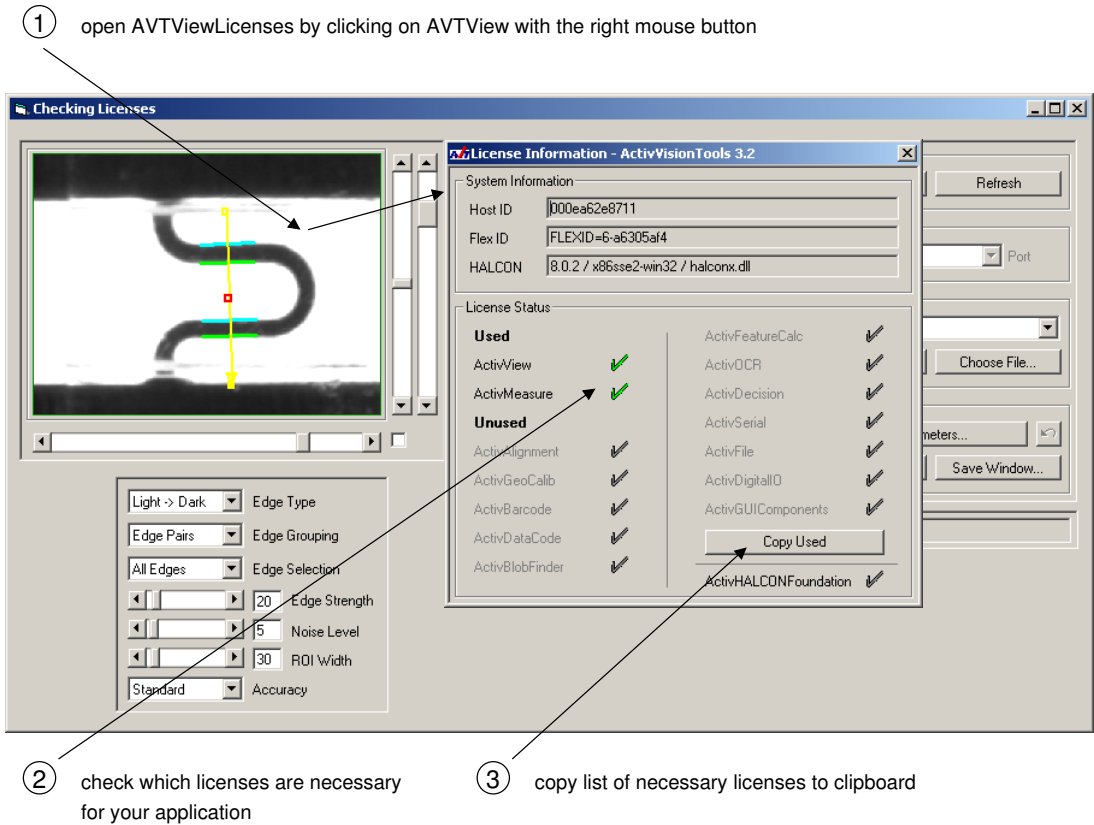 1 open AVTViewLicenses by clicking on AVTView with the right mouse button
Checking Licenses
License Information - ActivVisionTools 3.2
System Information
Host ID 000ea62e8711
Flex ID FLEXID=6-a6305af4
HALCON 8.0.2 / x86sse2-win32 / halconx.dll
License Status
Used
ActivView
ActivMeasure
Unused
ActivAlignment
ActivGeoCalib
ActivBarcode
ActivDataCode
ActivBlobFinder
ActivFeatureCalc
ActivOCR
ActivDecision
ActivSerial
ActivFile
ActivDigitalIO
ActivGUIComponents
Copy Used
ActivHALCONFoundation
Refresh
Port
Choose File...
meters...
Save Window...
Light -> Dark Edge Type
Edge Pairs Edge Grouping
All Edges Edge Selection
20 Edge Strength
5 Noise Level
30 ROI Width
Standard Accuracy
2 check which licenses are necessary
for your application
3 copy list of necessary licenses to clipboard